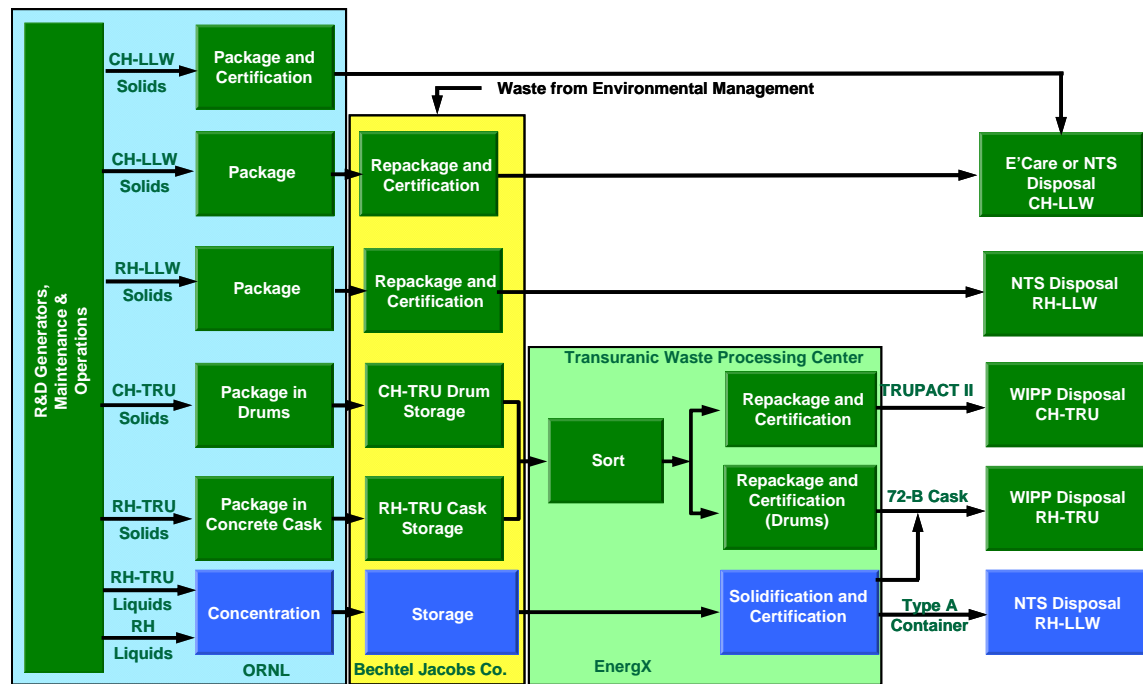 R&D Generators,
Maintenance &
Operations
CH-LLW
Solids
Package and
Certification
Waste from Environmental Management
CH-LLW
Solids
Package
Repackage and
Certification
E'Care or NTS
Disposal
CH-LLW
RH-LLW
Solids
Package
Repackage and
Certification
NTS Disposal
RH-LLW
Transuranic Waste Processing Center
CH-TRU
Solids
Package in
Drums
CH-TRU Drum
Storage
Sort
Repackage and
Certification
TRUPACT II
WIPP Disposal
CH-TRU
RH-TRU
Solids
Package in
Concrete Cask
RH-TRU Cask
Storage
Repackage and
Certification
(Drums)
72-B Cask
WIPP Disposal
RH-TRU
RH-TRU
Liquids
RH
Liquids
Concentration
Storage
Solidification and
Certification
Type A
Container
NTS Disposal
RH-LLW
ORNL
Bechtel Jacobs Co.
EnergX